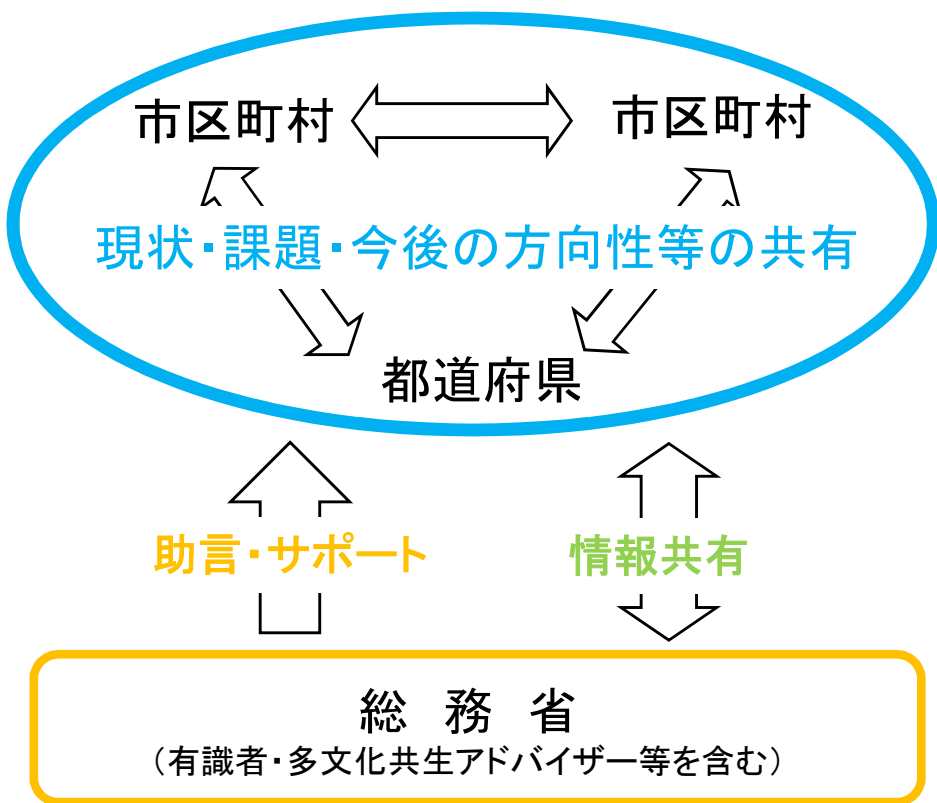 市区町村
市区町村
現状・課題・今後の方向性等の共有
都道府県
助言・サポート
情報共有
総 務 省
（有識者・多文化共生アドバイザー等を含む）